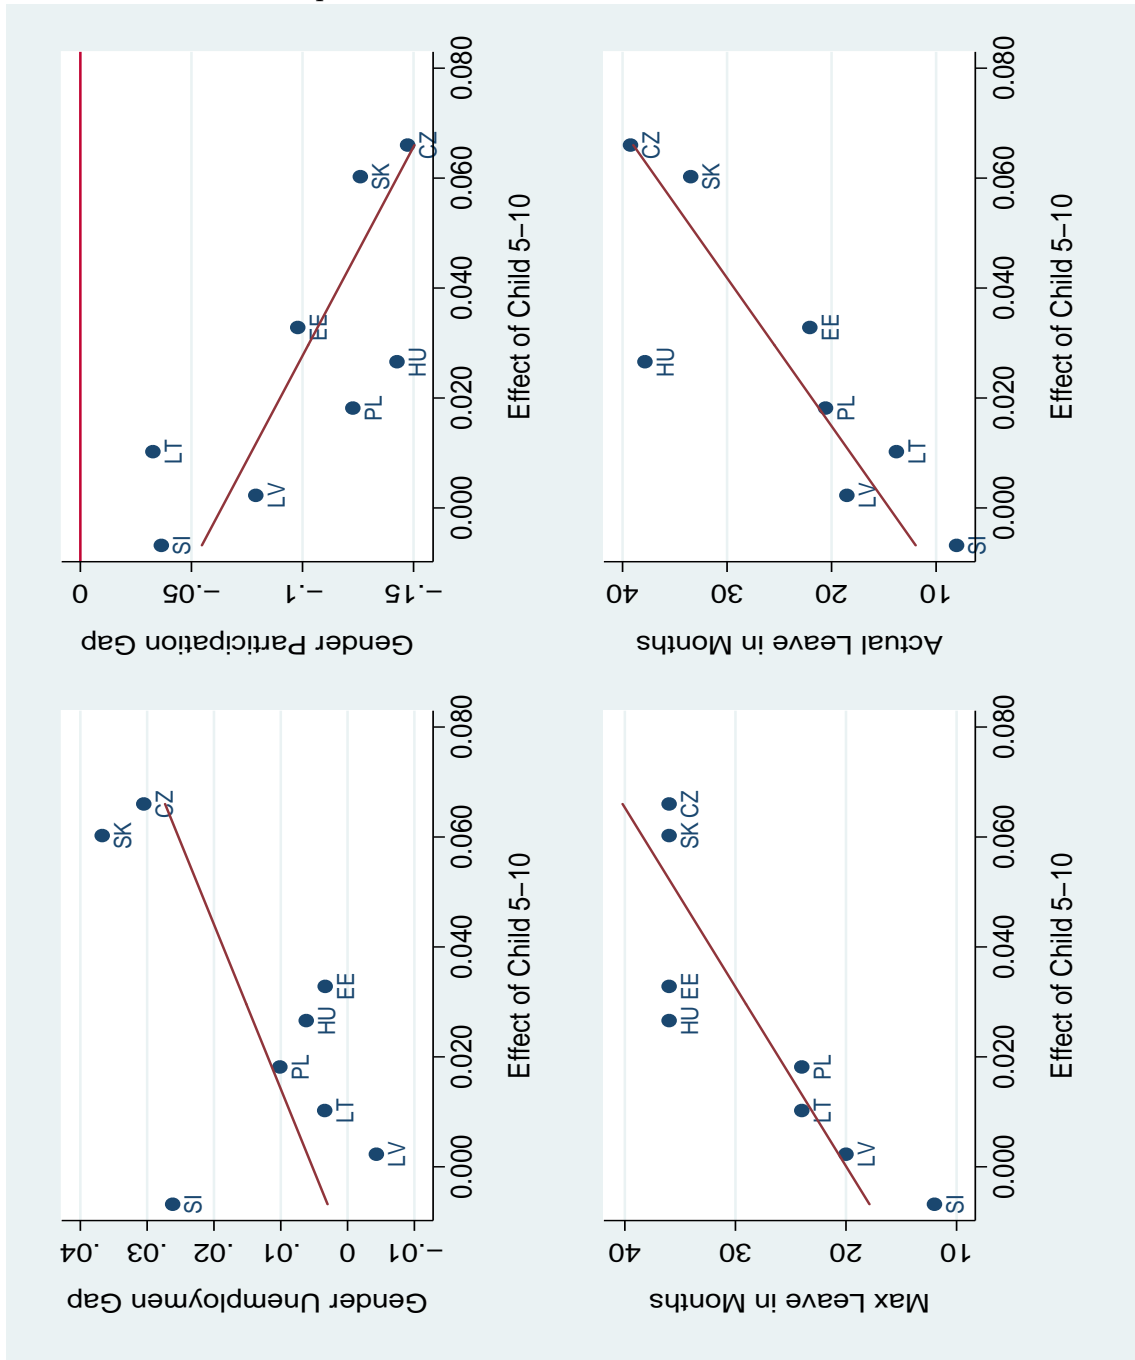 Gender Unemploymen Gap
.04
.03
.02
.01
0
-.01
SI
LV
LT
PL
HU
EE
SK
CZ
0.000 0.020 0.040 0.060 0.080
Effect of Child 5-10
Gender Participation Gap
0
-.05
-.1
-.15
SI
LV
LT
PL
HU
EE
SK
CZ
0.000 0.020 0.040 0.060 0.080
Effect of Child 5-10
Max Leave in Months
40
30
20
10
SI
LV
LT
PL
HU EE
SK CZ
0.000 0.020 0.040 0.060 0.080
Effect of Child 5-10
Actual Leave in Months
40
30
20
10
SI
LV
LT
PL
HU
EE
SK
CZ
0.000 0.020 0.040 0.060 0.080
Effect of Child 5-10